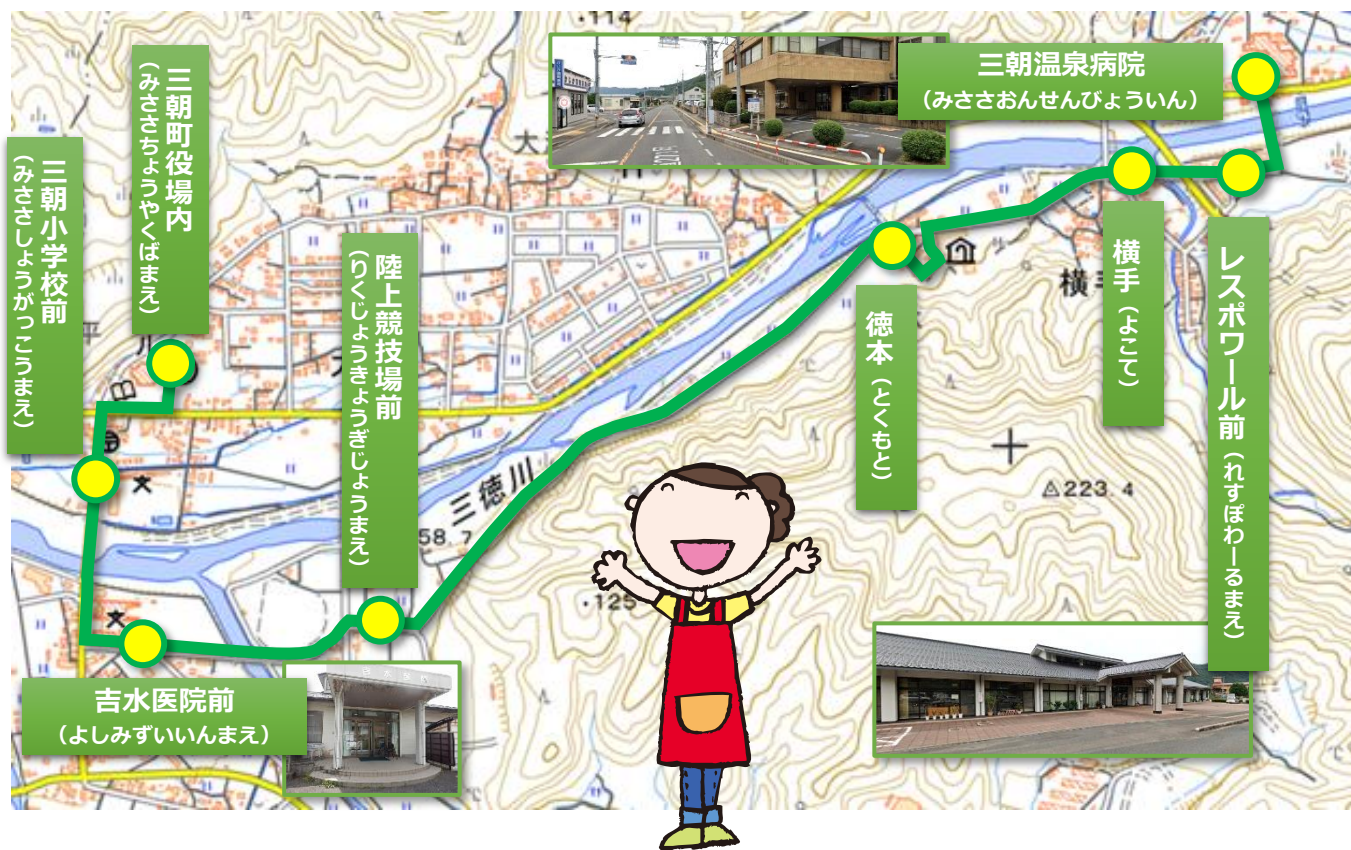 三朝小学校前
（みささしょうがっこうまえ）
三朝町役場内
（みささちょうやくばまえ）
陸上競技場前
（りくじょうきょうぎじょうまえ）
吉水医院前
（よしみずいいんまえ）
徳本（とくもと）
横手（よこて）
レスポワール前（れすぽわーるまえ）
三朝温泉病院
（みささおんせんびょういん）
・114
三徳川
58.7
・125
横手
△223.4
平
川
文
文